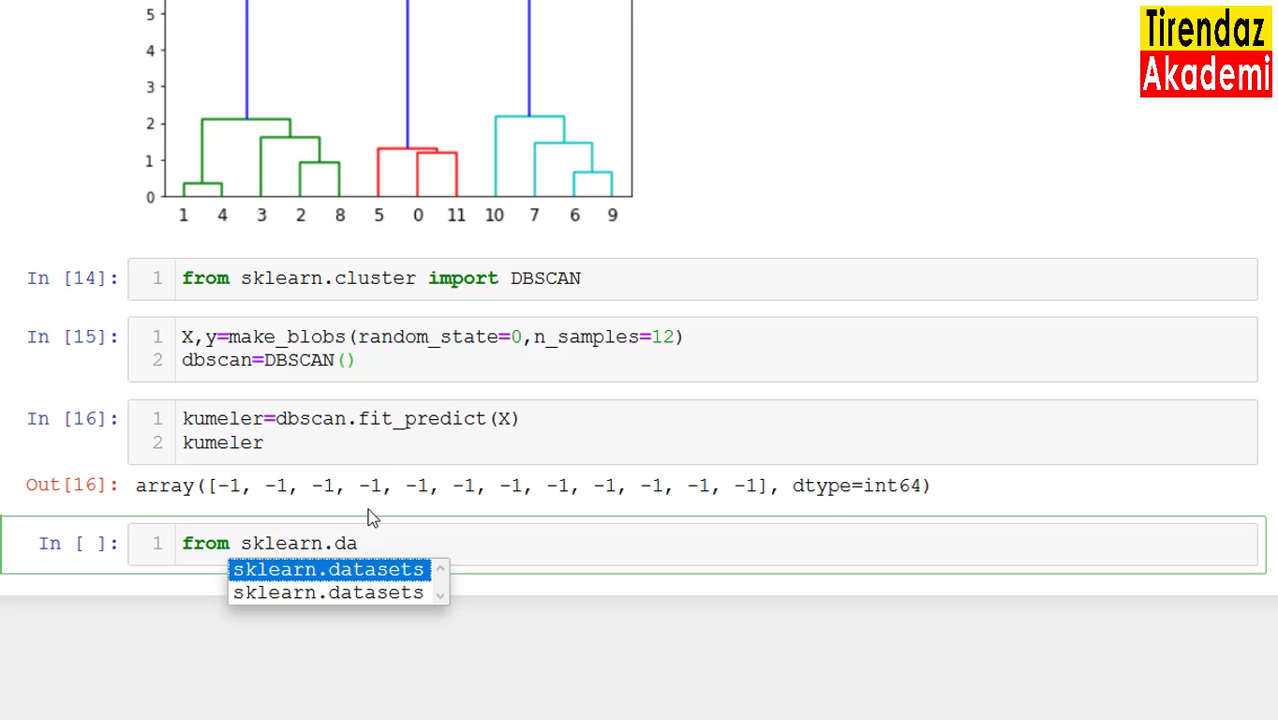 Tirendaz
Akademi
5
4
3
2
1
0
1 4 3 2 8 5 0 11 10 7 6 9
In [14]: 1 from sklearn.cluster import DBSCAN
In [15]: 1 X,y=make_blobs(random_state=0,n_samples=12)
2 dbscan=DBSCAN()
In [16]: 1 kumeler=dbscan.fit_predict(X)
2 kumeler
Out[16]: array([-1, -1, -1, -1, -1, -1, -1, -1, -1, -1, -1, -1], dtype=int64)
In [ ]: 1 from sklearn.da
sklearn.datasets
sklearn.datasets